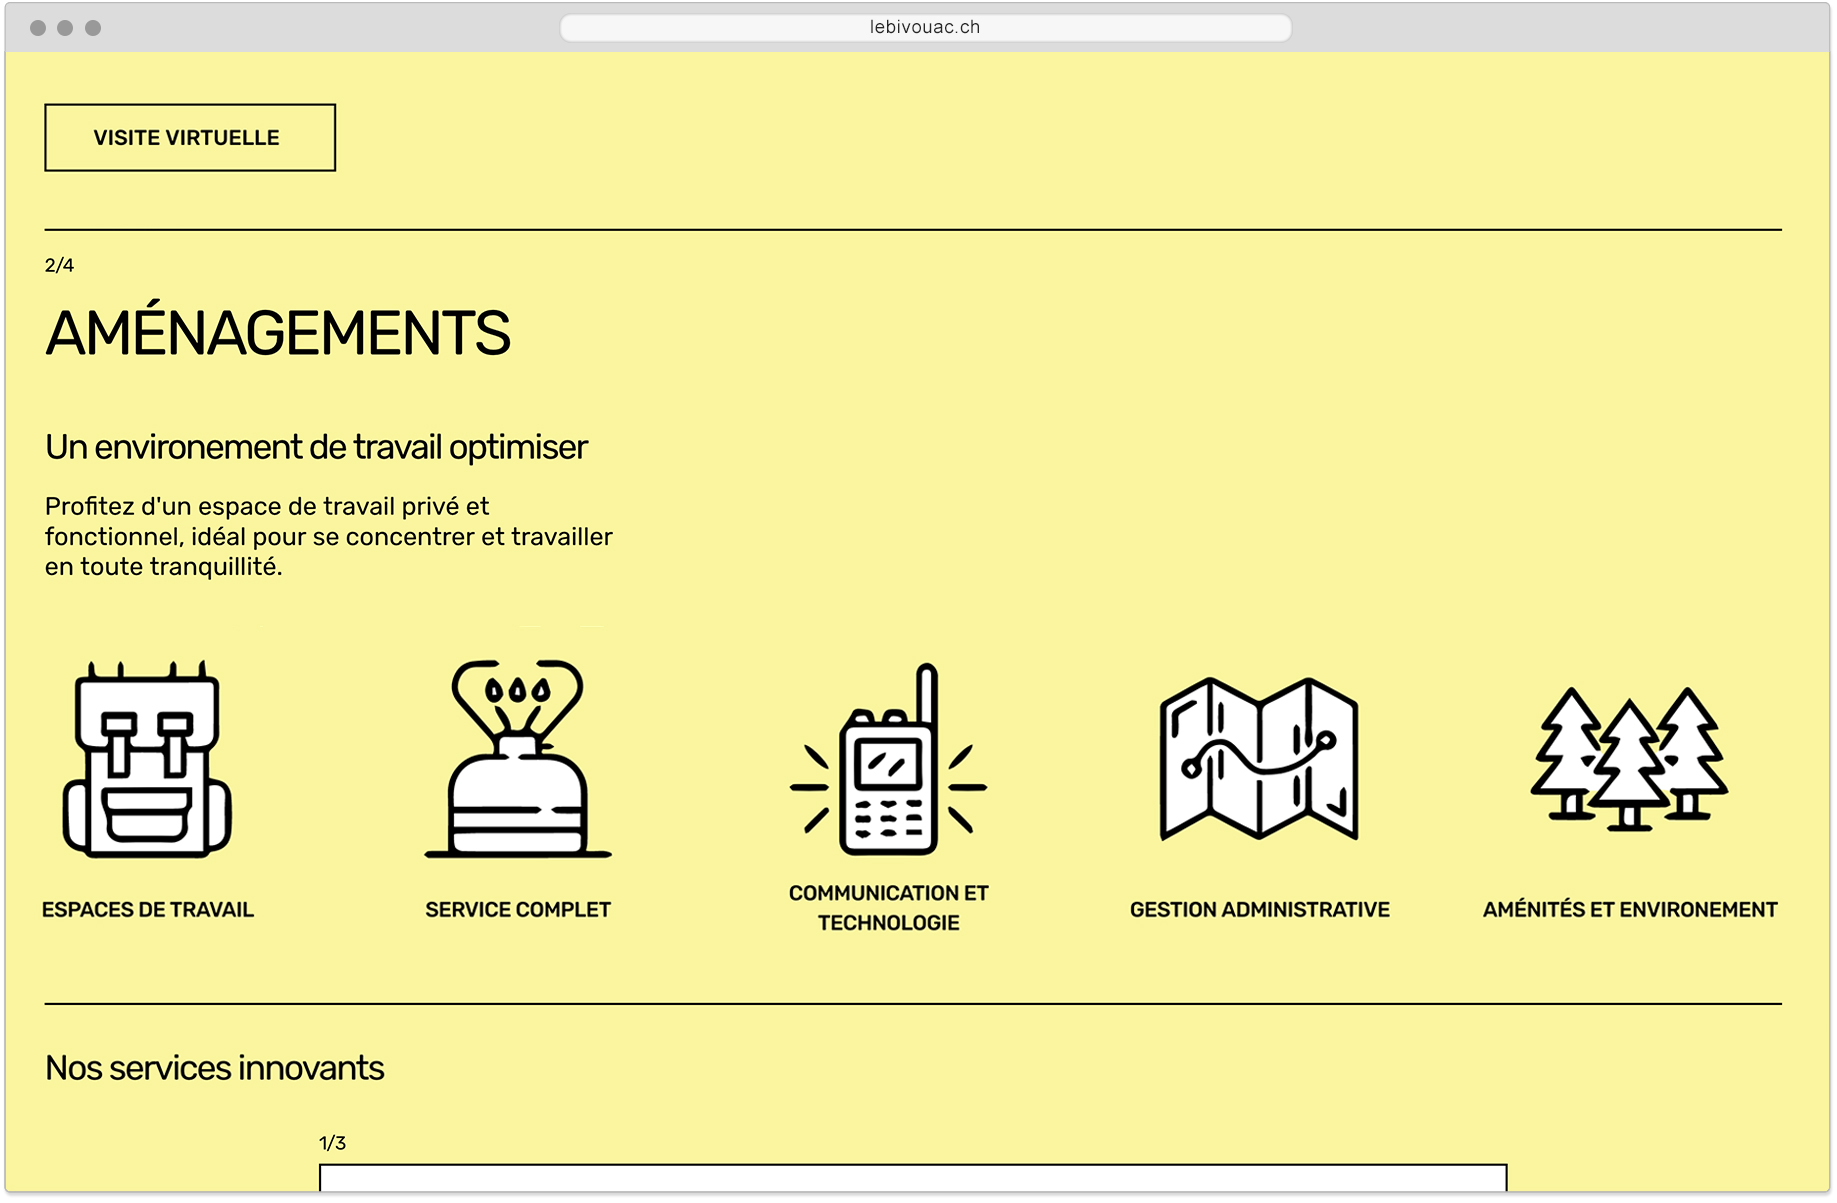 lebivouac.ch
VISITE VIRTUELLE
2/4
AMÉNAGEMENTS
Un environement de travail optimiser
Profitez d'un espace de travail privé et
fonctionnel, idéal pour se concentrer et travailler
en toute tranquillité.
ESPACES DE TRAVAIL
SERVICE COMPLET
COMMUNICATION ET
TECHNOLOGIE
GESTION ADMINISTRATIVE
AMÉNITÉS ET ENVIRONEMENT
Nos services innovants
1/3